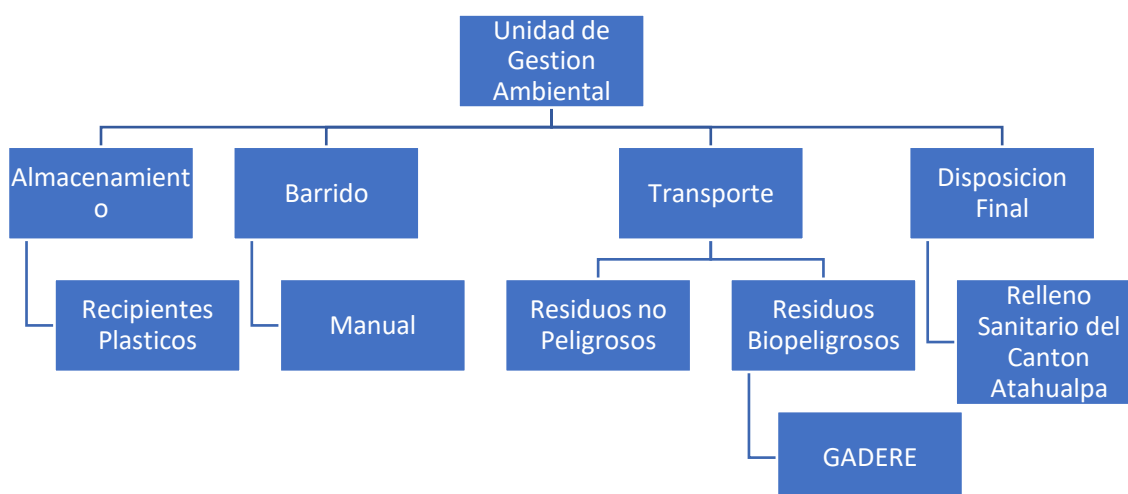 Unidad de
Gestion
Ambiental
Almacenamient
o
Barrido
Transporte
Disposicion
Final
Recipientes
Plasticos
Manual
Residuos no
Peligrosos
Residuos
Biopeligrosos
Relleno
Sanitario del
Canton
Atahualpa
GADERE